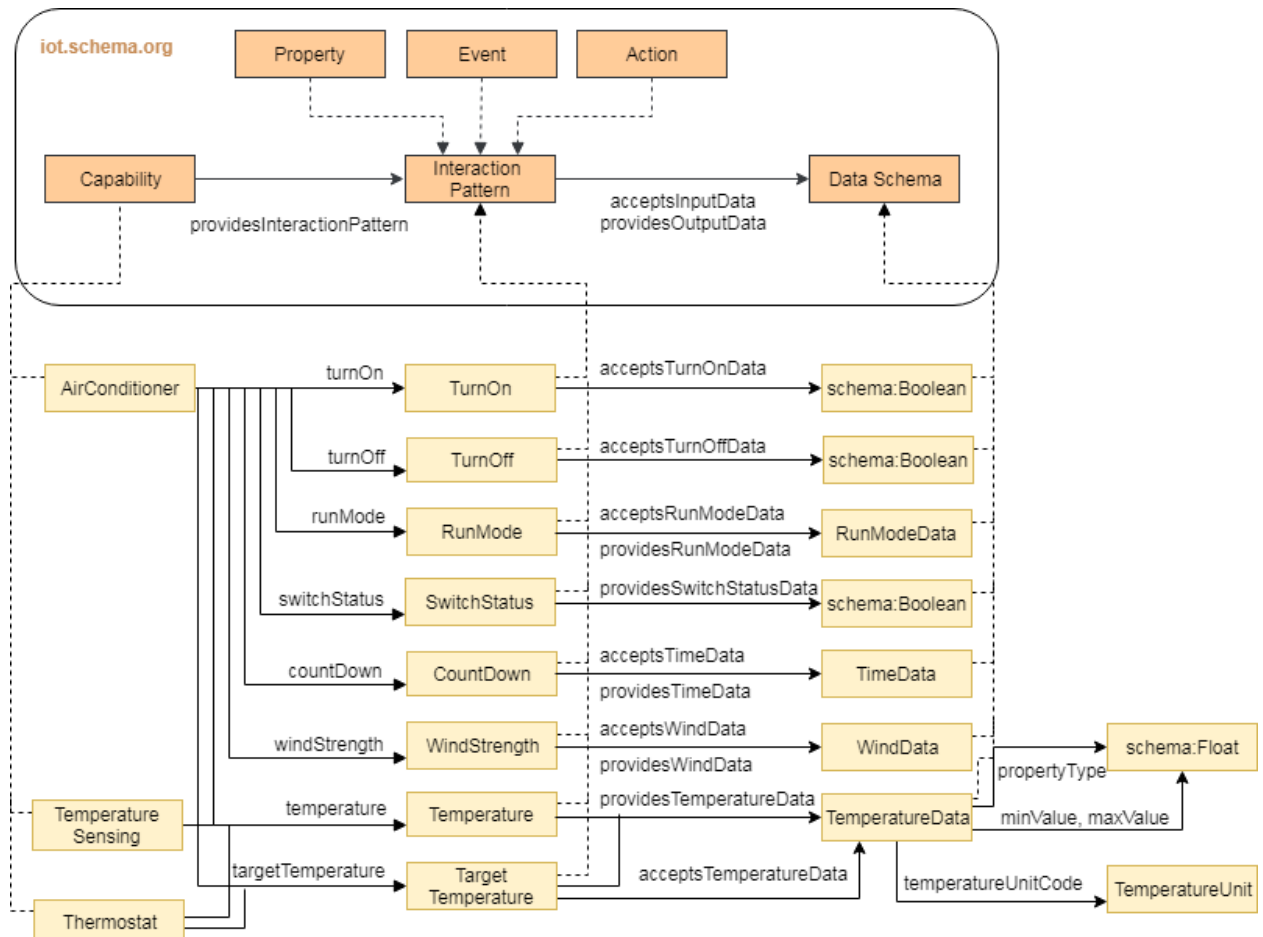 iot.schema.org
Property
Event
Action
Capability
Interaction
Pattern
Data Schema
providesInteractionPattern
acceptsInputData
providesOutputData
AirConditioner
turnOn
TurnOn
acceptsTurnOnData
schema:Boolean
turnOff
TurnOff
acceptsTurnOffData
schema:Boolean
runMode
RunMode
acceptsRunModeData
providesRunModeData
RunModeData
switchStatus
SwitchStatus
providesSwitchStatusData
schema:Boolean
countDown
CountDown
acceptsTimeData
providesTimeData
TimeData
windStrength
WindStrength
acceptsWindData
providesWindData
WindData
schema:Float
propertyType
Temperature
Sensing
temperature
Temperature
providesTemperatureData
TemperatureData
minValue, maxValue
targetTemperature
Target
Temperature
acceptsTemperatureData
temperatureUnitCode
TemperatureUnit
Thermostat